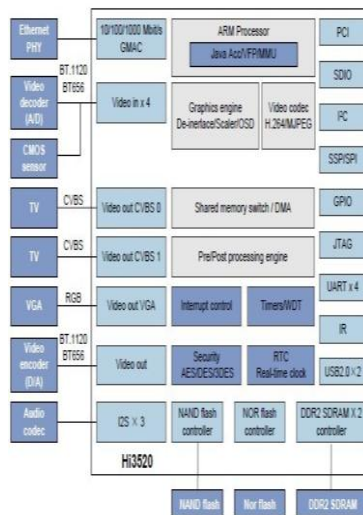 Ethernet PHY
10/100/1000 Mbit/s GMAC
ARM Processor
Java Acc/VFP/MMU
PCI
SDIO
BT.1120
BT656
Video decoder (A/D)
Video in x 4
Graphics engine
De-inerlace/Scaler/OSD
Video codec
H.264/MJPEG
I²C
CMOS sensor
SSP/SPI
TV
CVBS
Video out CVBS 0
Shared memory switch / DMA
GPIO
TV
CVBS
Video out CVBS 1
Pre/Post processing engine
JTAG
UART x 4
VGA
RGB
Video out VGA
Interrupt control
Timers/WDT
IR
BT.1120
BT656
Video encoder (D/A)
Video out
Security
AES/DES/3DES
RTC
Real-time clock
USB2.0×2
Audio codec
I2S × 3
NAND flash controller
NOR flash controller
DDR2 SDRAM X 2 controller
Hi3520
NAND flash
Nor flash
DDR2 SDRAM